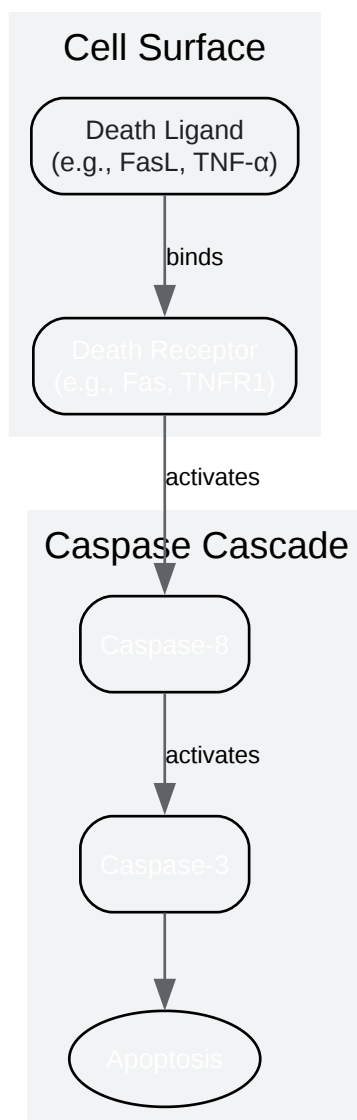 Cell Surface
Death Ligand
(e.g., FasL, TNF-α)
binds
Death Receptor
(e.g., Fas, TNFR1)
activates
Caspase Cascade
Caspase-8
activates
Caspase-3
Apoptosis